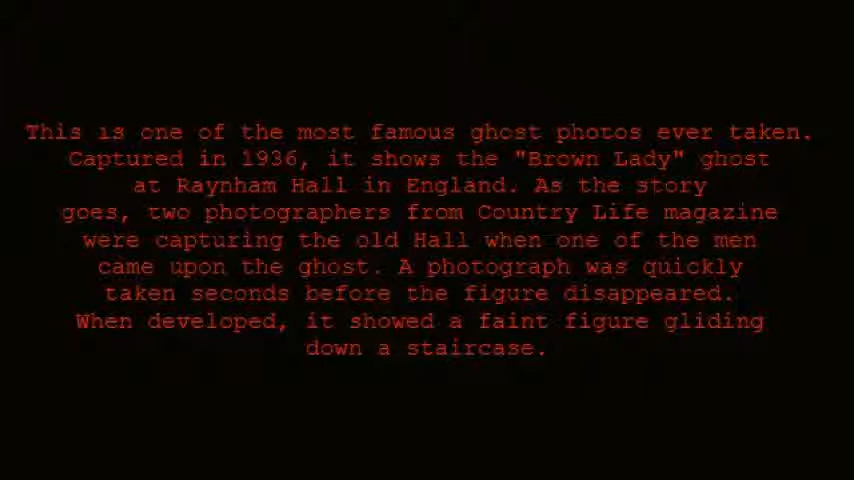 This is one of the most famous ghost photos ever taken.
Captured in 1936, it shows the "Brown Lady" ghost
at Raynham Hall in England. As the story
goes, two photographers from Country Life magazine
were capturing the old Hall when one of the men
came upon the ghost. A photograph was quickly
taken seconds before the figure disappeared.
When developed, it showed a faint figure gliding
down a staircase.